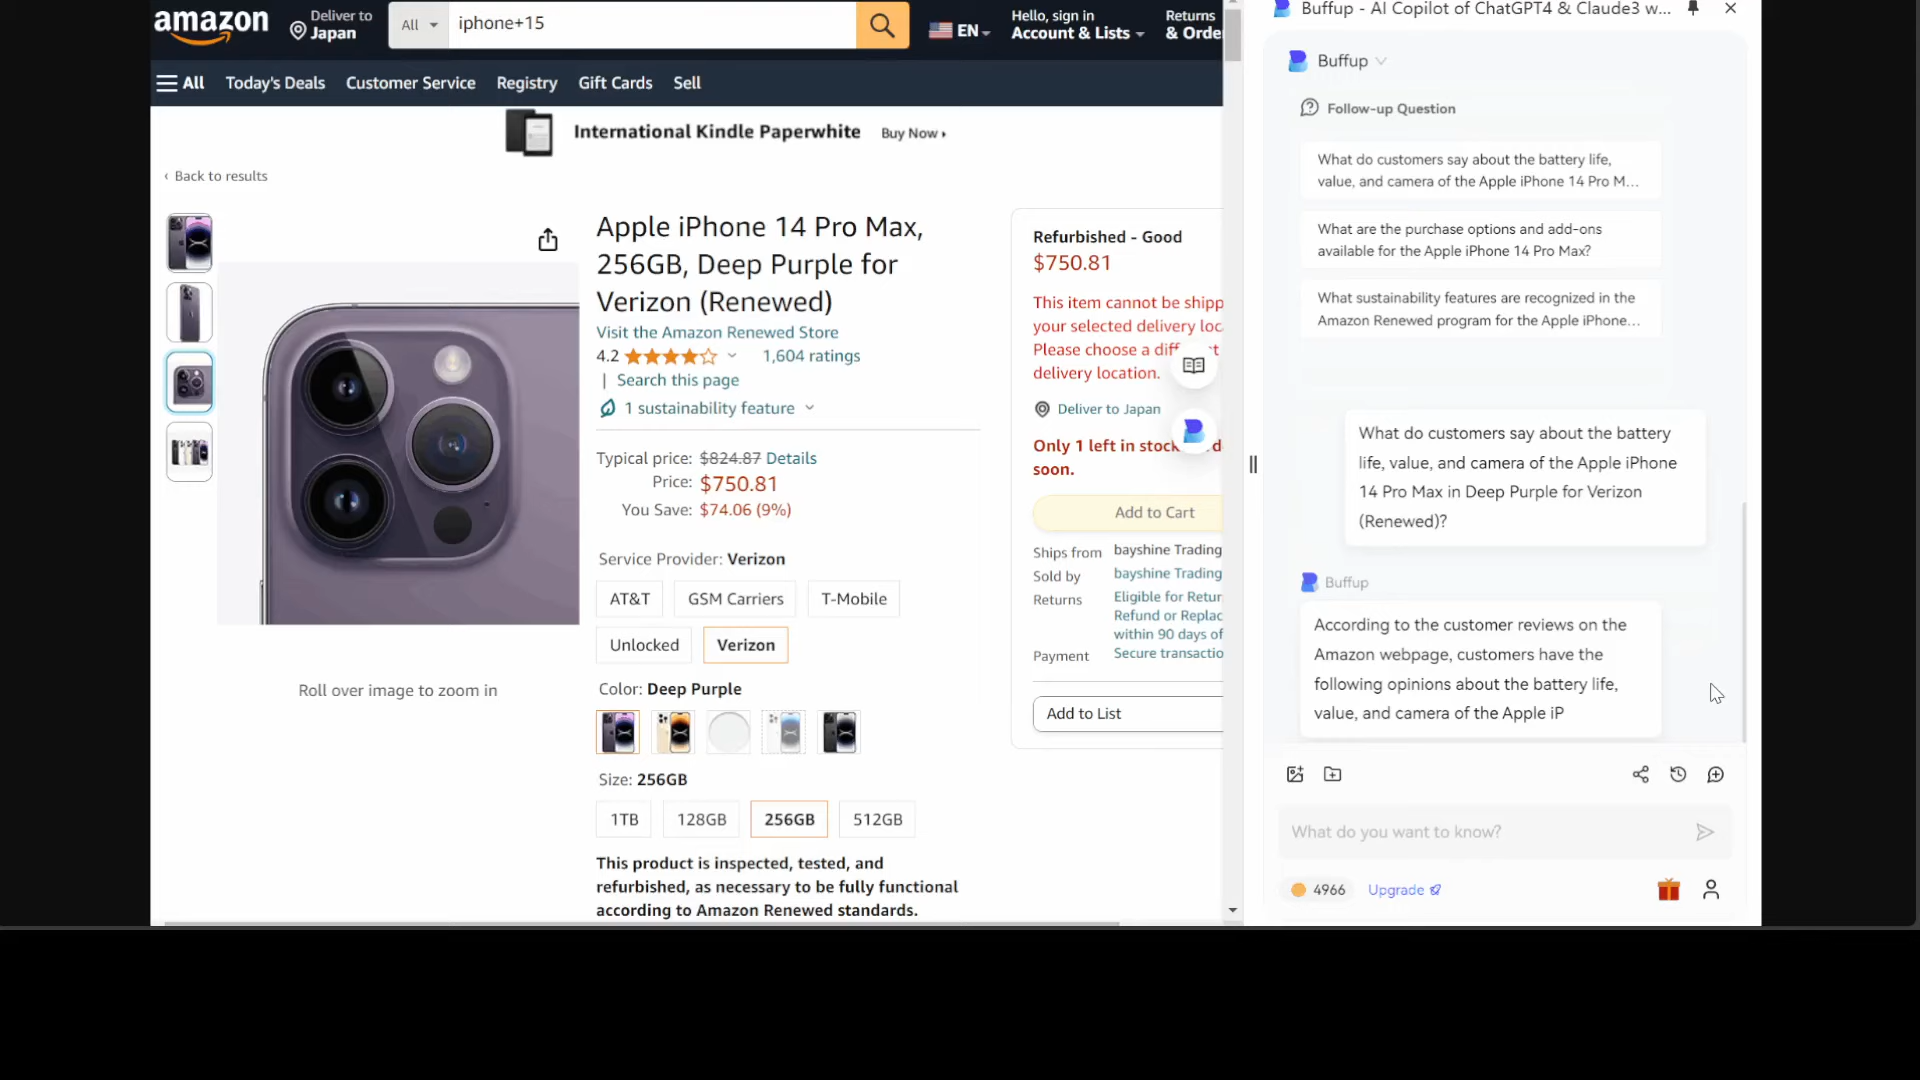 amazon
Deliver to
Japan
All
iphone+15
EN
Hello, sign in
Account & Lists
Returns
& Orde
All
Today's Deals
Customer Service
Registry
Gift Cards
Sell
International Kindle Paperwhite
Buy Now
‹ Back to results
Apple iPhone 14 Pro Max,
256GB, Deep Purple for
Verizon (Renewed)
Visit the Amazon Renewed Store
4.2
1,604 ratings
| Search this page
1 sustainability feature
Typical price: $824.87 Details
Price: $750.81
You Save: $74.06 (9%)
Service Provider: Verizon
AT&T
GSM Carriers
T-Mobile
Unlocked
Verizon
Color: Deep Purple
Size: 256GB
1TB
128GB
256GB
512GB
This product is inspected, tested, and
refurbished, as necessary to be fully functional
according to Amazon Renewed standards.
Roll over image to zoom in
Refurbished - Good
$750.81
This item cannot be shipp
your selected delivery loc
Please choose a diff t
delivery location.
Deliver to Japan
Only 1 left in stock d
soon.
Add to Cart
Ships from bayshine Trading
Sold by bayshine Trading
Returns Eligible for Retur
Refund or Replac
within 90 days of
Payment Secure transactio
Add to List
Buffup - AI Copilot of ChatGPT4 & Claude3 w...
Buffup
Follow-up Question
What do customers say about the battery life,
value, and camera of the Apple iPhone 14 Pro M...
What are the purchase options and add-ons
available for the Apple iPhone 14 Pro Max?
What sustainability features are recognized in the
Amazon Renewed program for the Apple iPhone...
What do customers say about the battery
life, value, and camera of the Apple iPhone
14 Pro Max in Deep Purple for Verizon
(Renewed)?
Buffup
According to the customer reviews on the
Amazon webpage, customers have the
following opinions about the battery life,
value, and camera of the Apple iP
What do you want to know?
4966
Upgrade